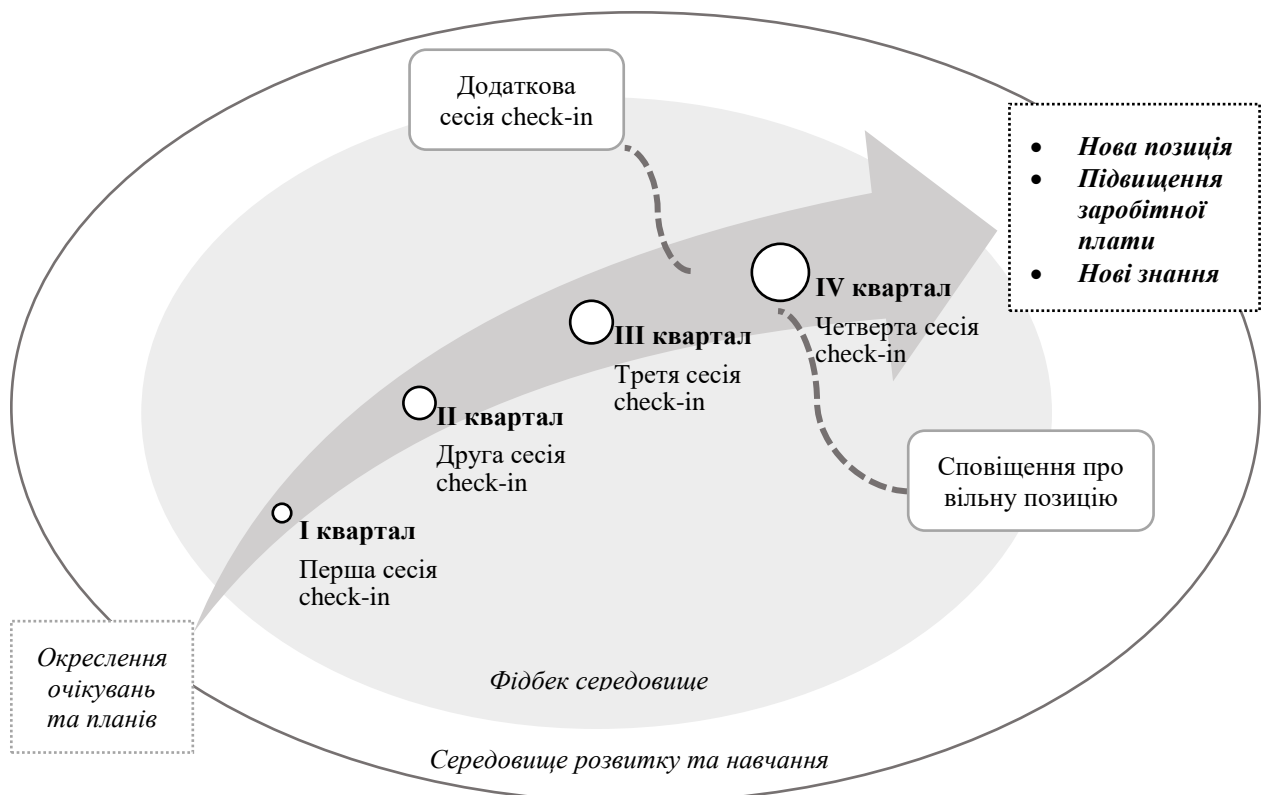 Додаткова
сесія check-in
• Нова позиція
• Підвищення
заробітної
плати
• Нові знання
IV квартал
Четверта сесія
check-in
III квартал
Третя сесія
check-in
II квартал
Друга сесія
check-in
Сповіщення про
вільну позицію
I квартал
Перша сесія
check-in
Окреслення
очікувань
та планів
Фідбек середовище
Середовище розвитку та навчання